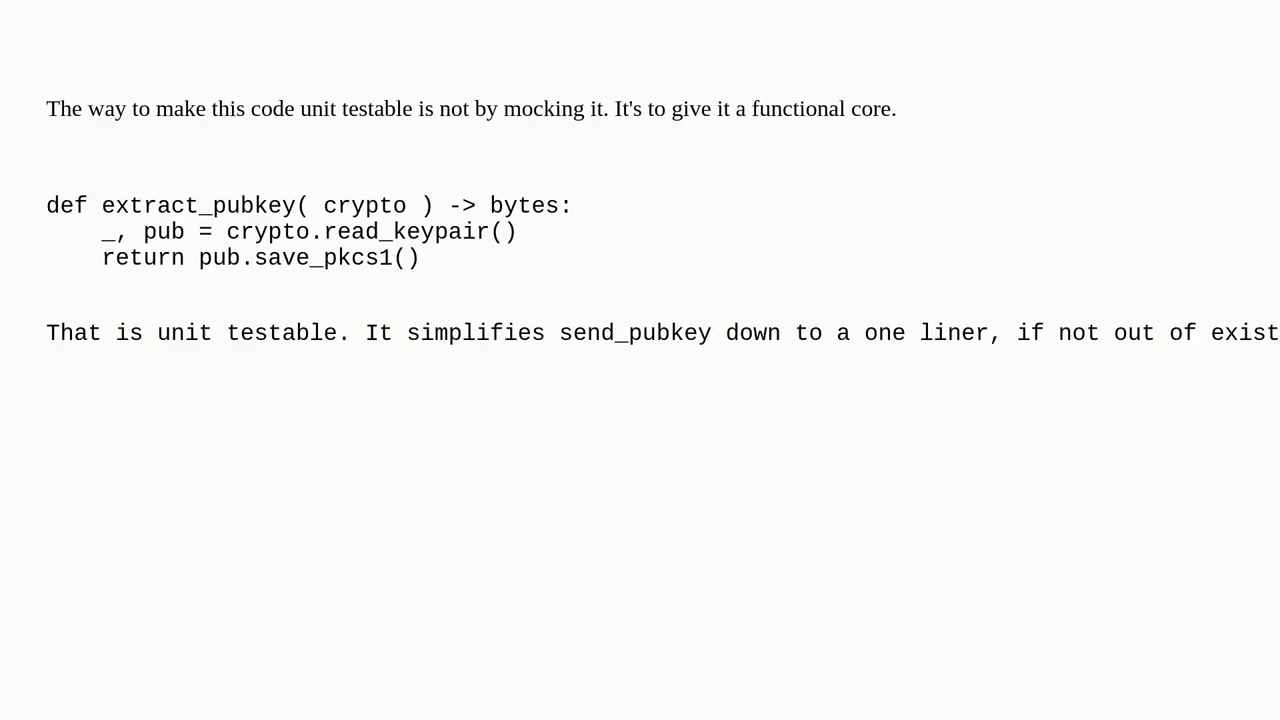 The way to make this code unit testable is not by mocking it. It's to give it a functional core.
def extract_pubkey( crypto ) -> bytes:
    _, pub = crypto.read_keypair()
    return pub.save_pkcs1()
That is unit testable. It simplifies send_pubkey down to a one liner, if not out of exist